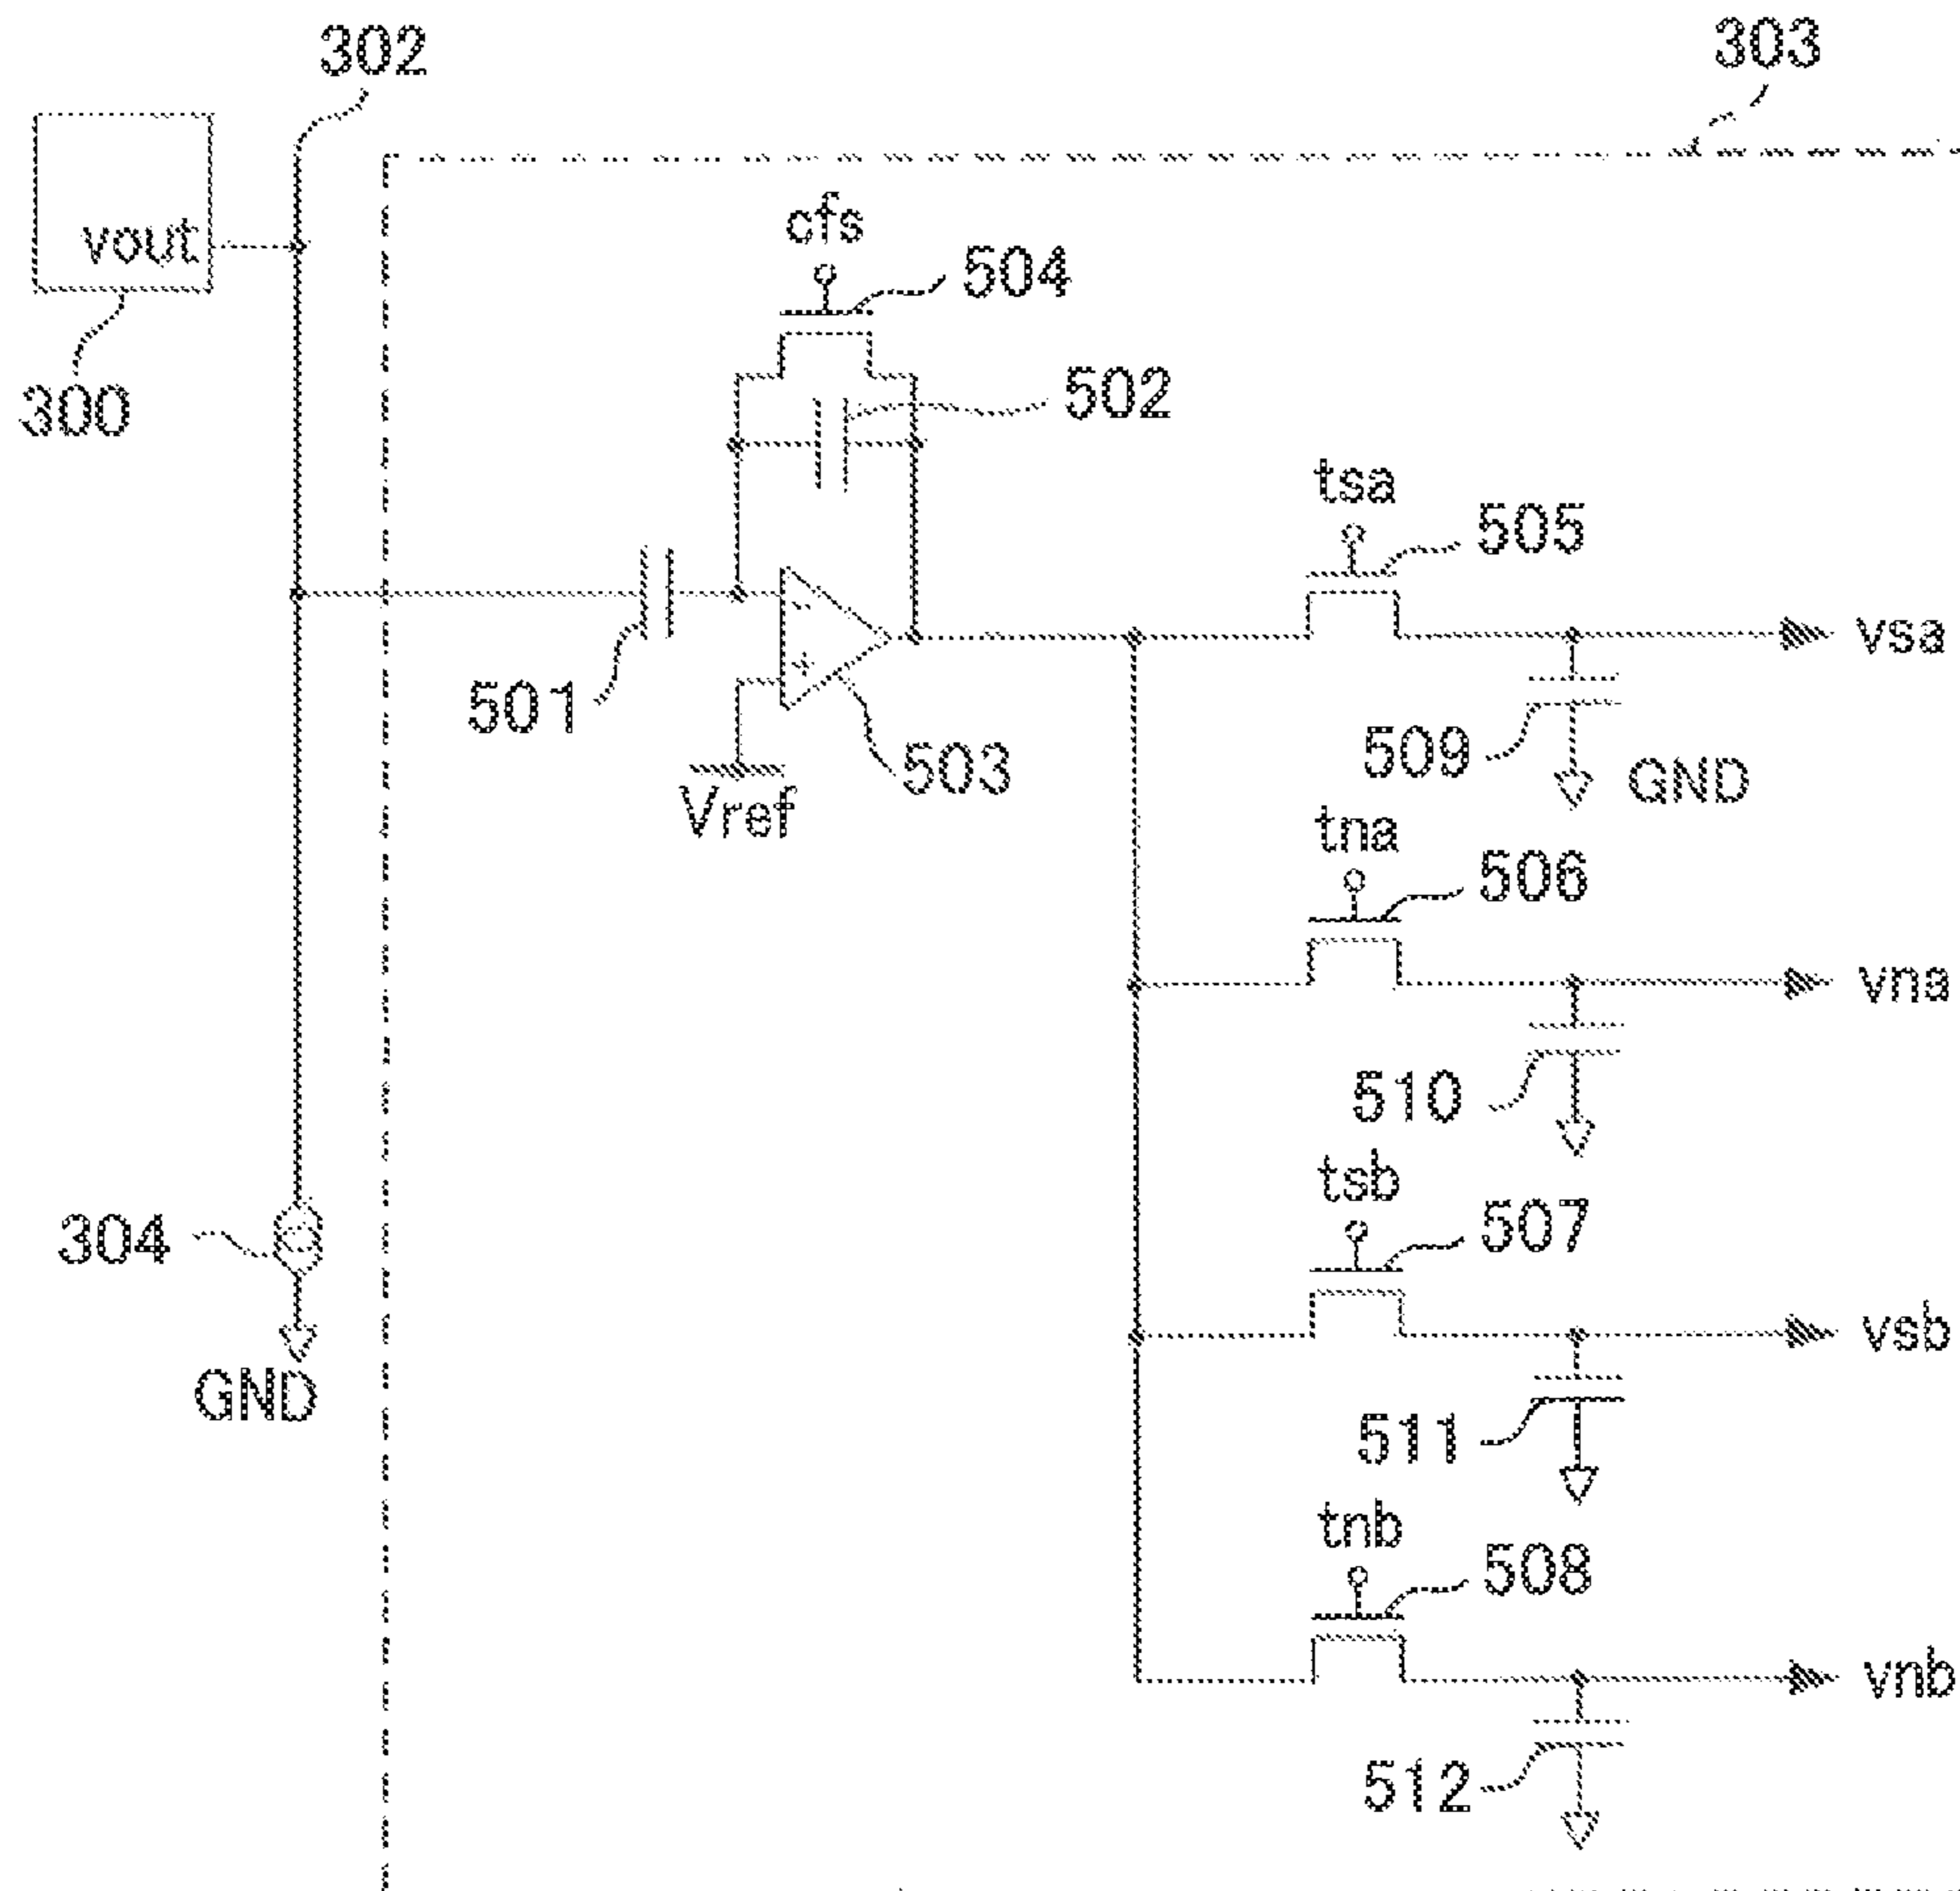 302
303
vout
300
cfs
504
502
tsa
505
vsa
501
503
Vref
509
GND
tna
506
vna
510
tsb
507
304
vsb
GND
511
tnb
508
vnb
512